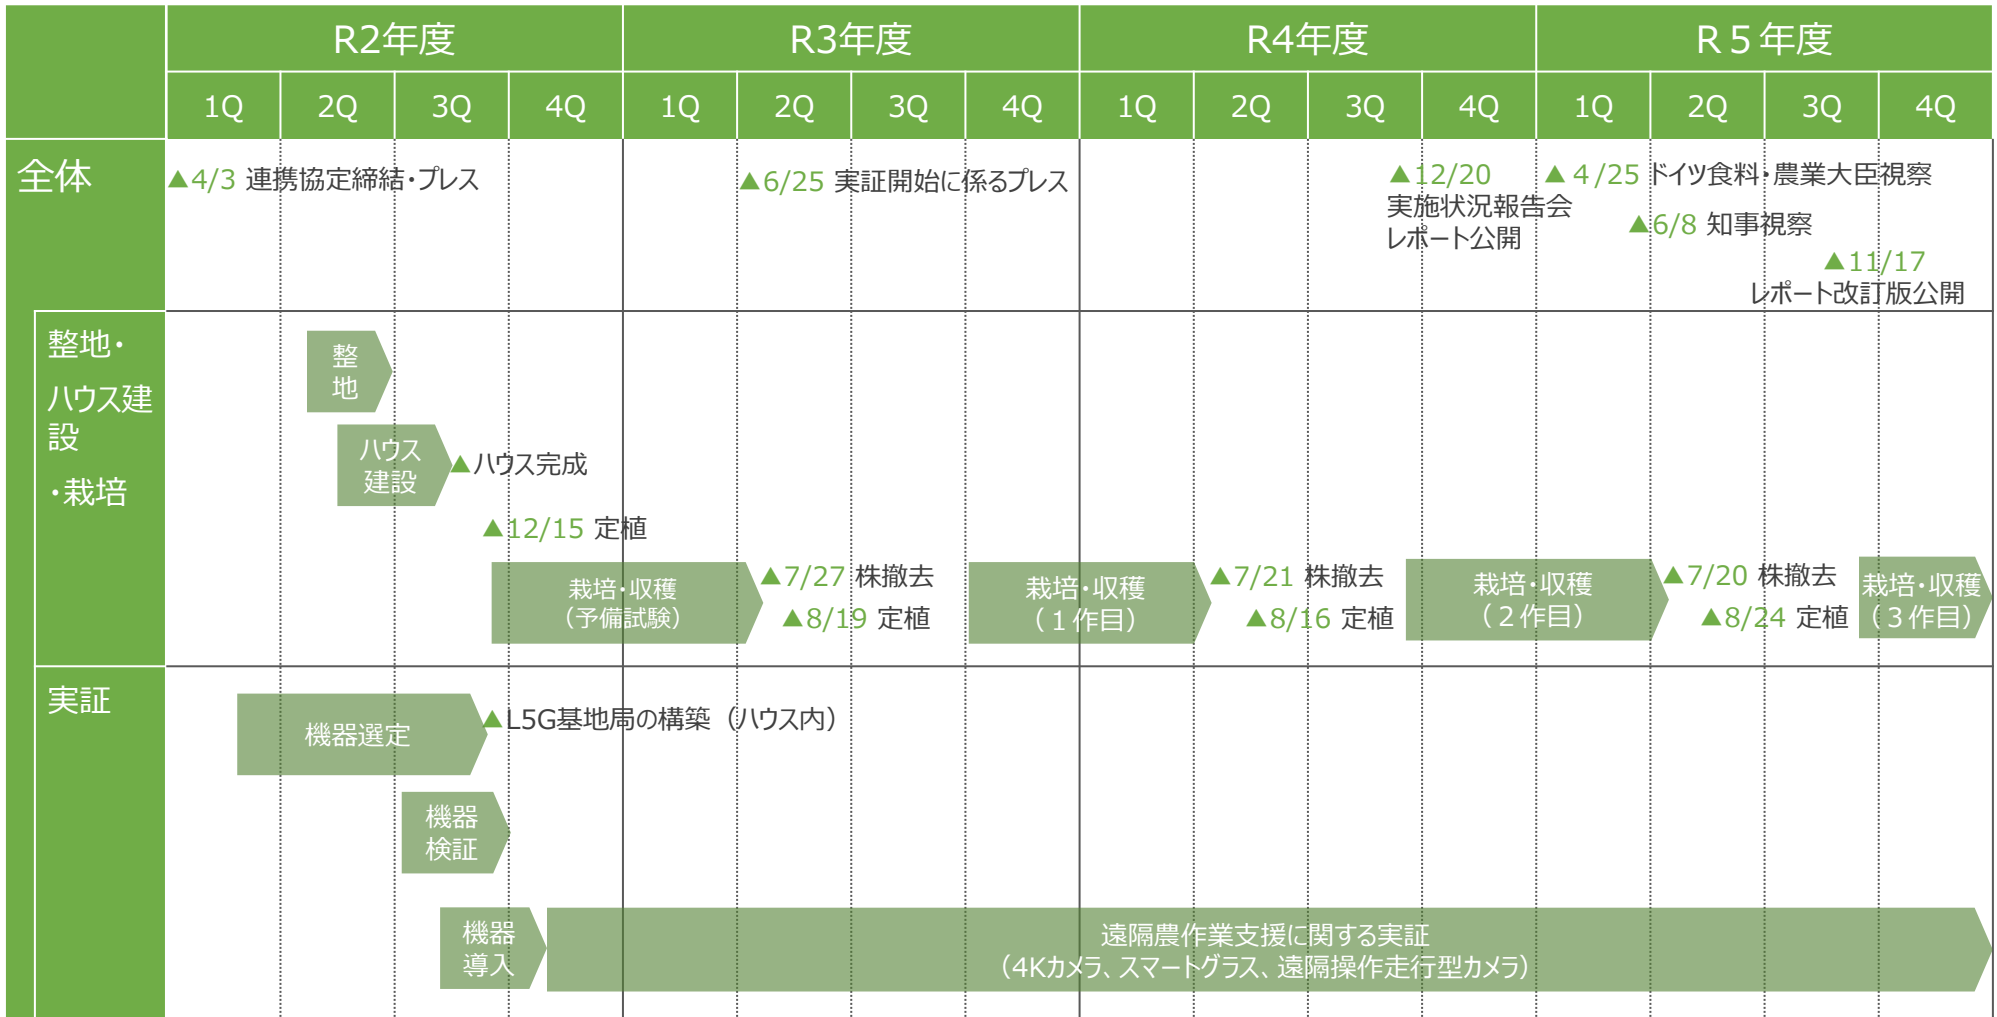 R2年度
R3年度
R4年度
R５年度
1Q
2Q
3Q
4Q
1Q
2Q
3Q
4Q
1Q
2Q
3Q
4Q
1Q
2Q
3Q
4Q
全体
▲4/3 連携協定締結・プレス
▲6/25 実証開始に係るプレス
▲12/20
実施状況報告会
レポート公開
▲４/25 ドイツ食料・農業大臣視察
▲6/8 知事視察
▲11/17
レポート改訂版公開
整地・
ハウス建
設
・栽培
整
地
ハウス
建設
▲ハウス完成
▲12/15 定植
栽培・収穫
（予備試験）
▲7/27 株撤去
▲8/19 定植
栽培・収穫
（１作目）
▲7/21 株撤去
▲8/16 定植
栽培・収穫
（２作目）
▲7/20 株撤去
▲8/24 定植
栽培・収穫
（３作目）
実証
機器選定
▲L5G基地局の構築（ハウス内）
機器
検証
機器
導入
遠隔農作業支援に関する実証
（4Kカメラ、スマートグラス、遠隔操作走行型カメラ）